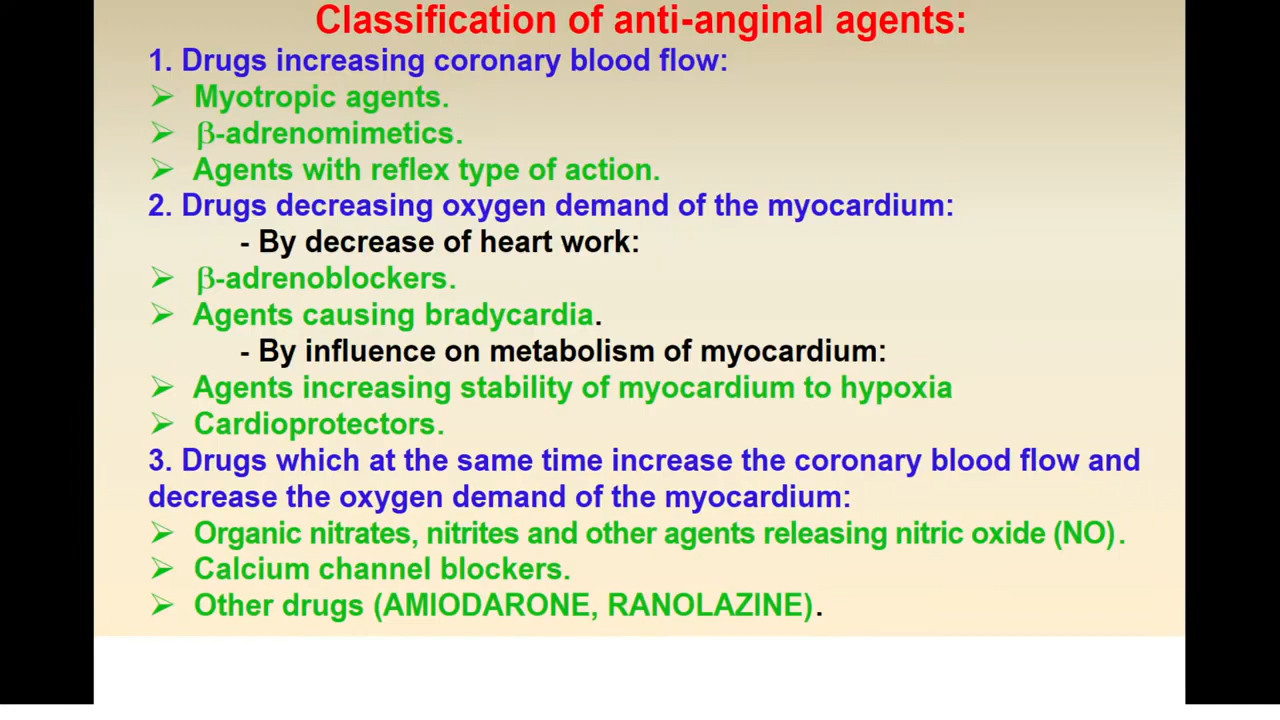 Classification of anti-anginal agents:
1. Drugs increasing coronary blood flow:
➢ Myotropic agents.
➢ β-adrenomimetics.
➢ Agents with reflex type of action.
2. Drugs decreasing oxygen demand of the myocardium:
- By decrease of heart work:
➢ β-adrenoblockers.
➢ Agents causing bradycardia.
- By influence on metabolism of myocardium:
➢ Agents increasing stability of myocardium to hypoxia
➢ Cardioprotectors.
3. Drugs which at the same time increase the coronary blood flow and
decrease the oxygen demand of the myocardium:
➢ Organic nitrates, nitrites and other agents releasing nitric oxide (NO).
➢ Calcium channel blockers.
➢ Other drugs (AMIODARONE, RANOLAZINE).